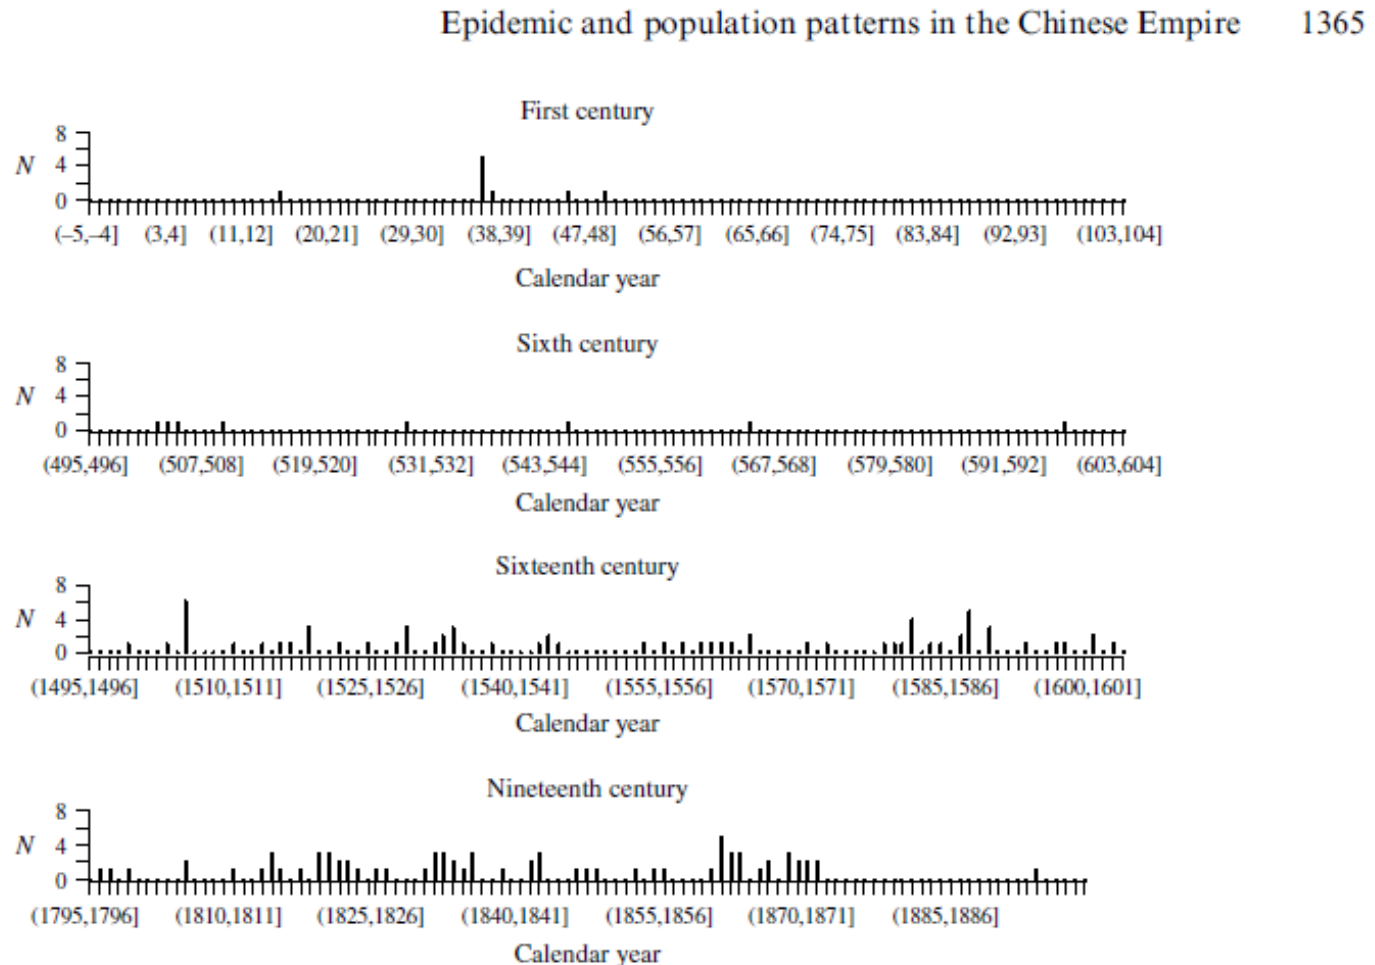 Epidemic and population patterns in the Chinese Empire 1365
First century
8
N 4
0
(–5,–4] (3,4] (11,12] (20,21] (29,30] (38,39] (47,48] (56,57] (65,66] (74,75] (83,84] (92,93] (103,104]
Calendar year
Sixth century
8
N 4
0
(495,496] (507,508] (519,520] (531,532] (543,544] (555,556] (567,568] (579,580] (591,592] (603,604]
Calendar year
Sixteenth century
8
N 4
0
(1495,1496] (1510,1511] (1525,1526] (1540,1541] (1555,1556] (1570,1571] (1585,1586] (1600,1601]
Calendar year
Nineteenth century
8
N 4
0
(1795,1796] (1810,1811] (1825,1826] (1840,1841] (1855,1856] (1870,1871] (1885,1886]
Calendar year